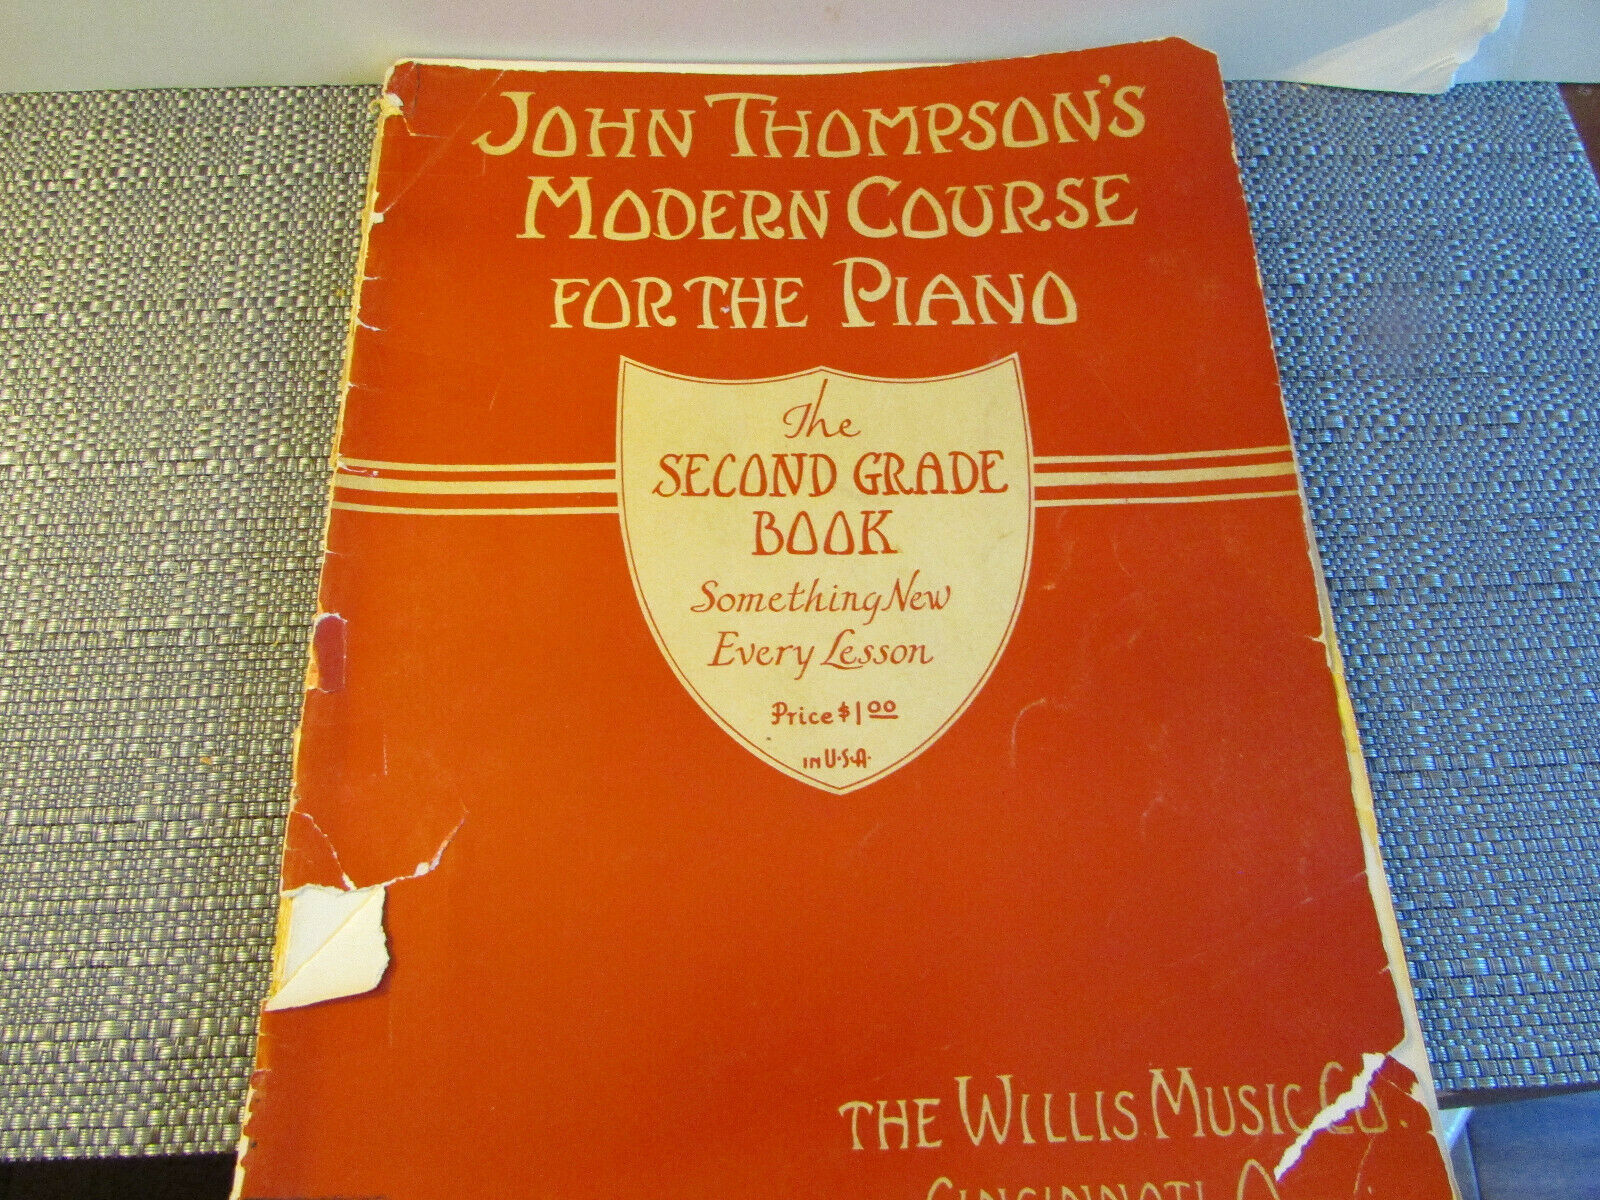 JOHN THOMPSON'S
MODERN COURSE
FOR THE PIANO
The
SECOND GRADE
BOOK
Something New
Every Lesson
Price $1.00
IN U.S.A.
THE WILLIS MUSIC CO.
CINCINNATI,